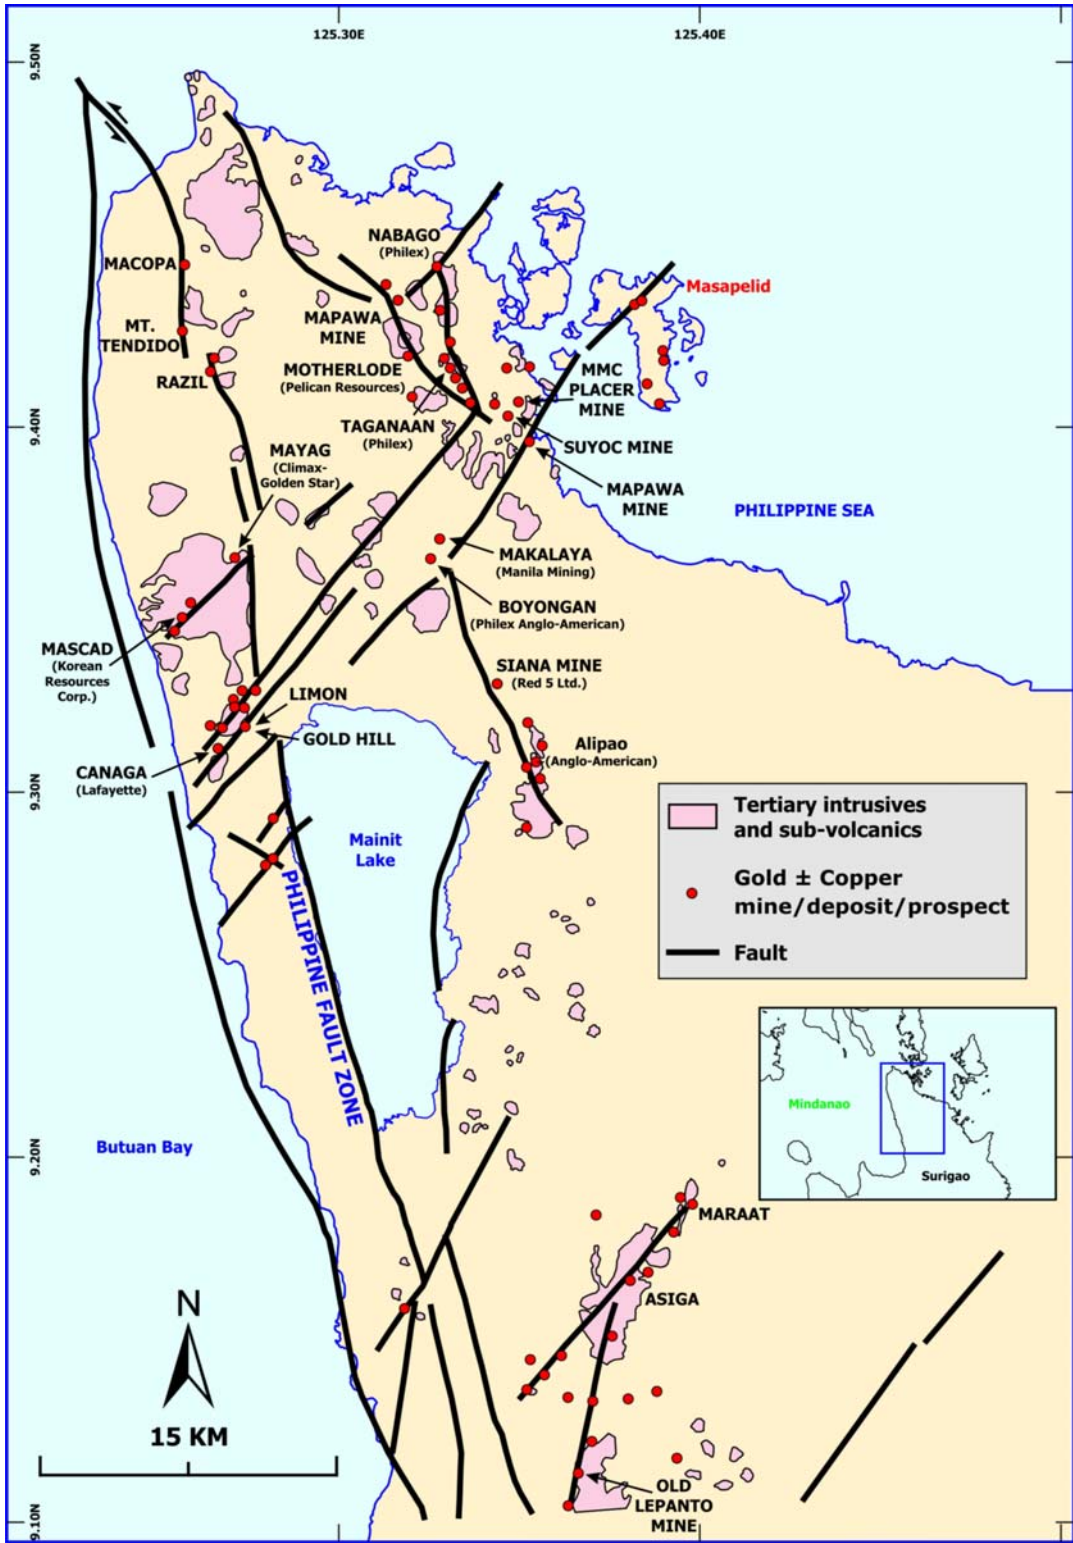 125.30E
125.40E
9.50N
NABAGO
(Philex)
MACOPA
Masapelid
MAPAWA
MINE
MT.
TENDIDO
MMC
PLACER
MINE
MOTHERLODE
(Pelican Resources)
RAZIL
9.40N
TAGANAAN
(Philex)
SUYOC MINE
MAYAG
(Climax-
Golden Star)
MAPAWA
MINE
PHILIPPINE SEA
MAKALAYA
(Manila Mining)
BOYONGAN
(Philex Anglo-American)
MASCAD
(Korean
Resources
Corp.)
SIANA MINE
(Red 5 Ltd.)
LIMON
GOLD HILL
Alipao
(Anglo-American)
CANAGA
(Lafayette)
9.30N
Tertiary intrusives
and sub-volcanics
Mainit
Lake
Gold ± Copper
mine/deposit/prospect
Fault
PHILIPPINE FAULT ZONE
Mindanao
Surigao
Butuan Bay
9.20N
MARAAT
ASIGA
N
15 KM
OLD
LEPANTO
MINE
9.10N